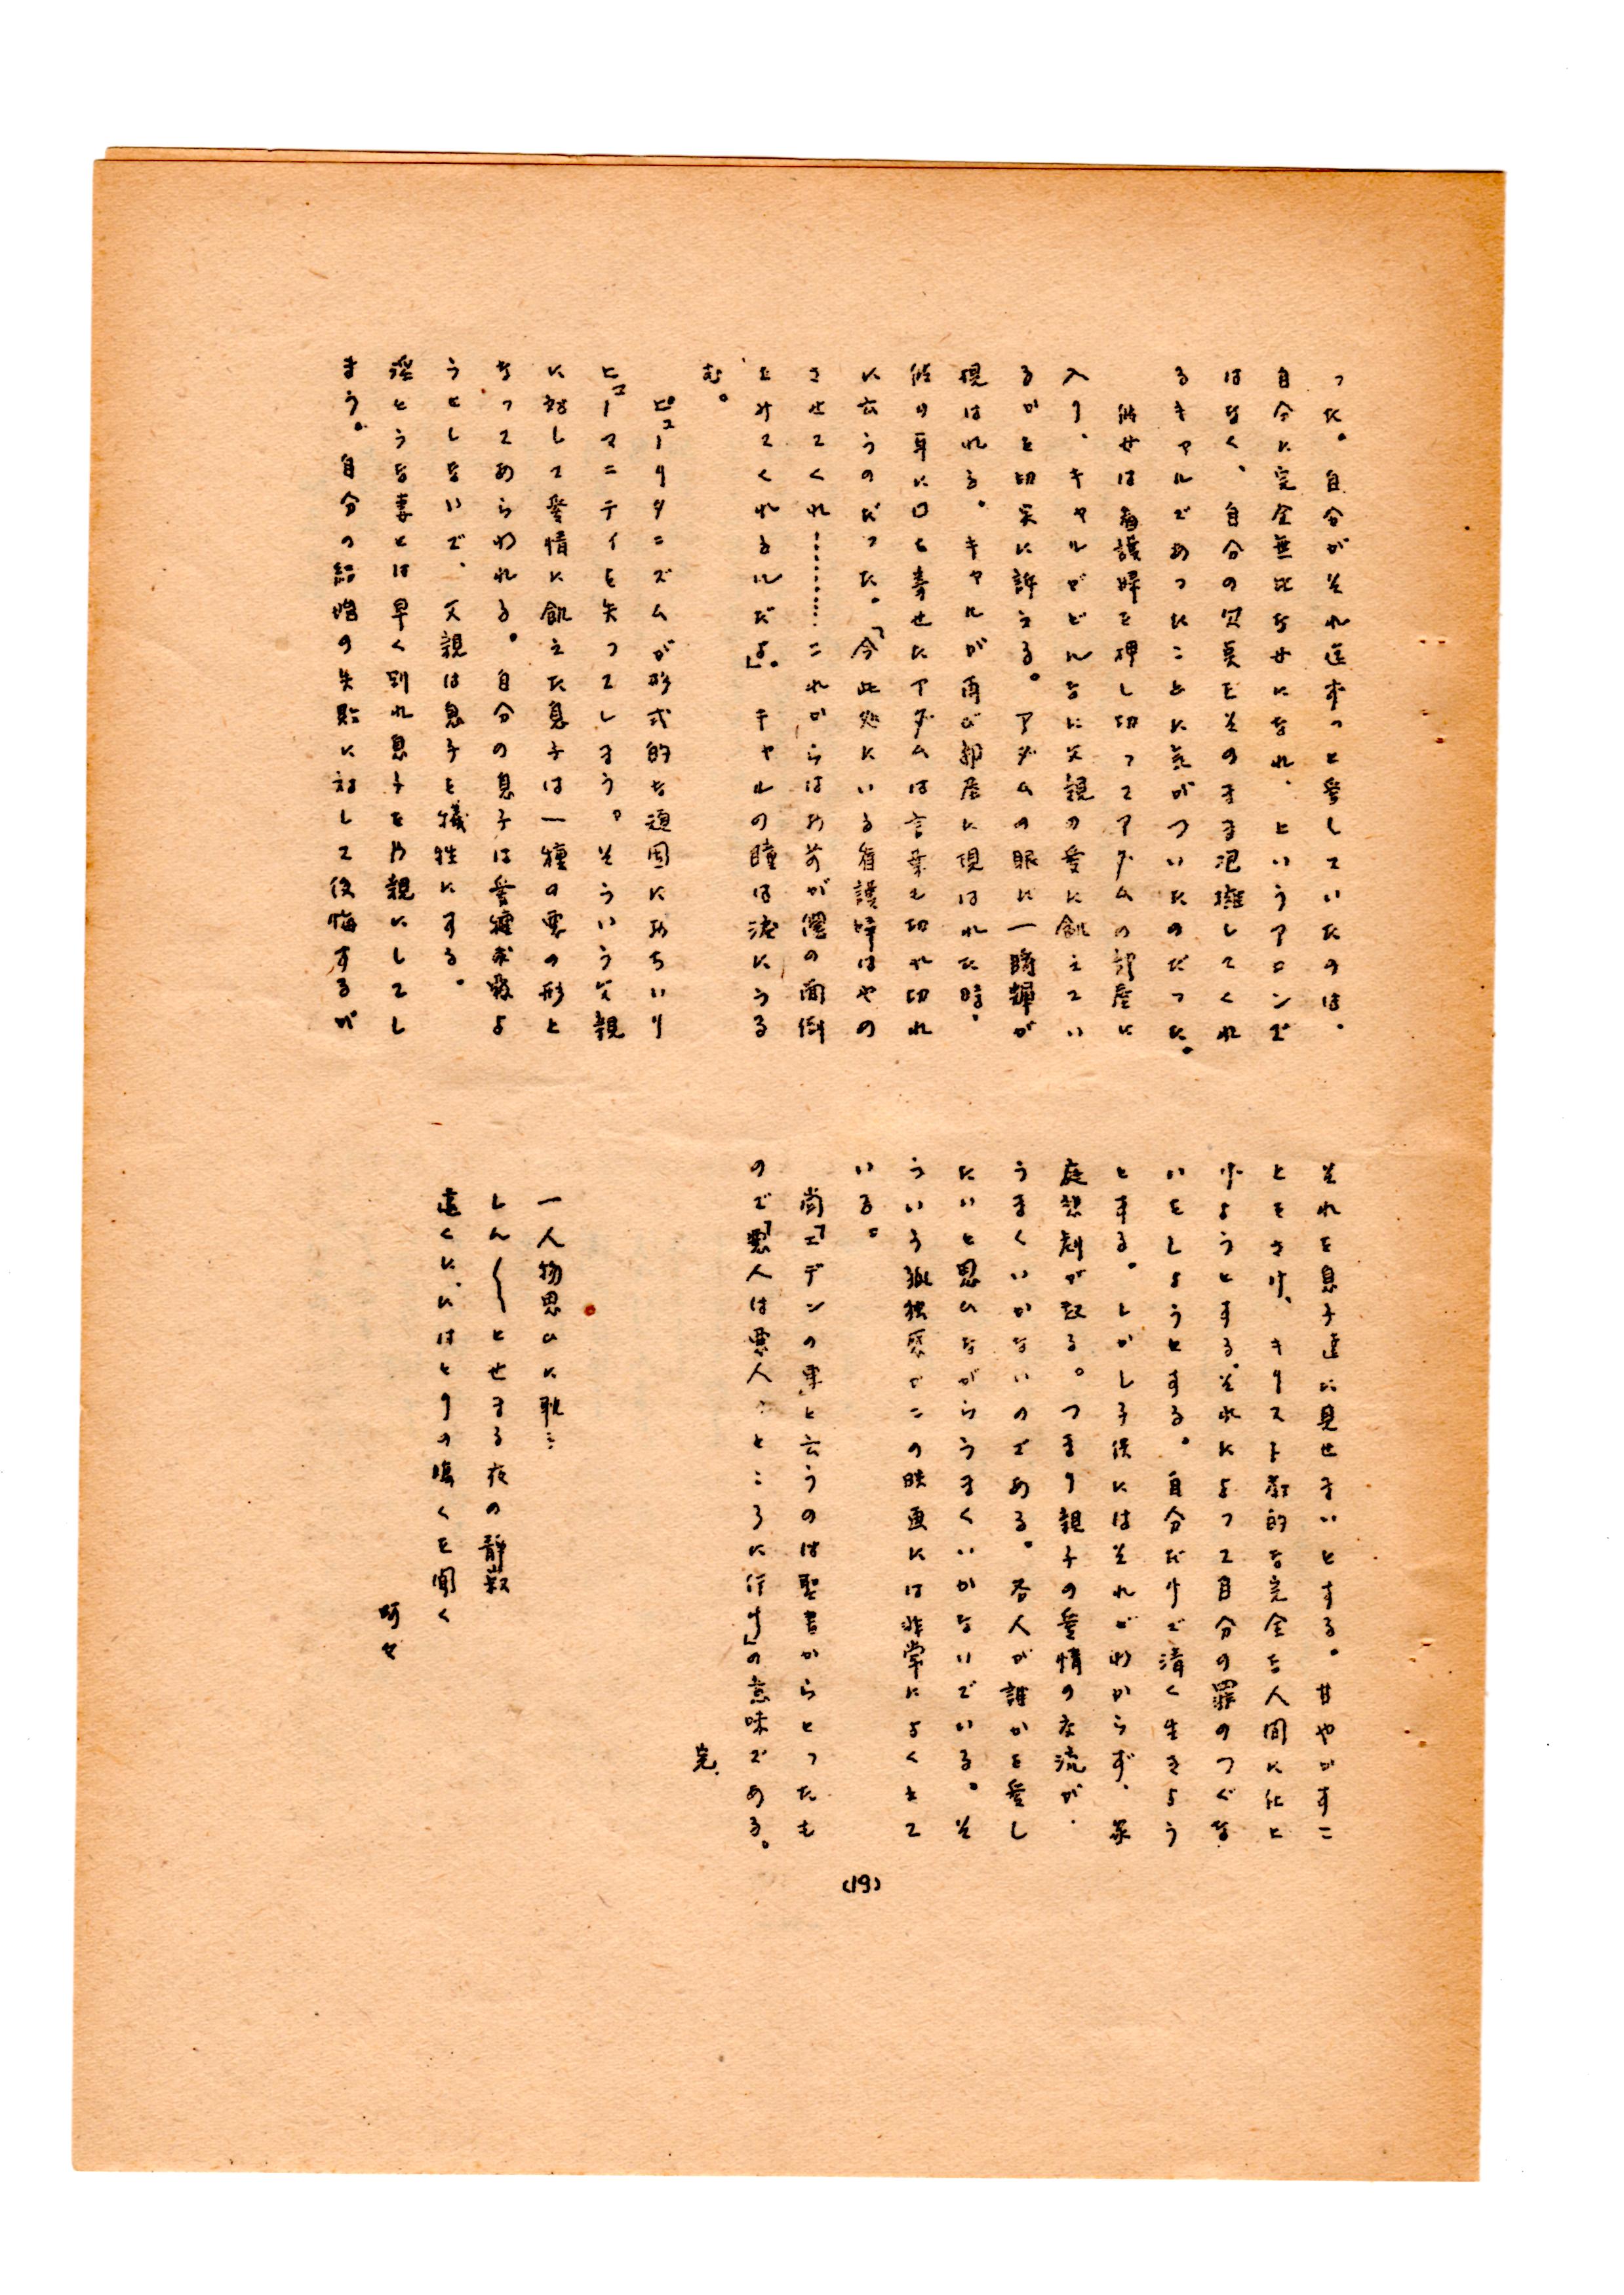 った。自分がそれ迄ずっと愛していたのは、
自分に完全無比な女になれ、というアロンで
はなく、自分の欠点をそのまま抱擁してくれ
るキャルであったことに気がついたのだった。
彼女は看護婦を押し切ってアダムの部屋に
入り、キャルがどんなに父親の愛に飢えてい
るかを切実に訴える。アダムの眼に一瞬輝が
現はれる。キャルが再び部屋に現はれた時、
彼の耳に口を寄せたアダムは言葉も切れ切れ
に云うのだった。「今此処にいる看護婦はやめ
させてくれ………これからはお前が僕の面倒
をみてくれるんだよ」。キャルの瞳は涙にうる
む。
ピューリタニズムが形式的な頑固におちいり
ヒューマニティを失ってしまう。そういう父親
に対して愛情に飢えた息子は一種の悪の形と
なってあらわれる。自分の息子は愛情求めよ
うとしないで、父親は息子を犠牲にする。
淫とうな妻とは早く別れ息子を片親にしてし
まう。自分の結婚の失敗に対して後悔するが
それを息子達に見せまいとする。甘やかすこ
とをさけ、キリスト教的な完全な人間に仕上
げようとする。それによって自分の罪のつぐな
いをしようとする。自分だけで清く生きよう
とする。しかし子供にはそれがわからず、家
庭悲劇が起る。つまり親子の愛情の交流が、
うまくいかないのである。各人が誰かを愛し
たいと思ひながらうまくいかないでいる。そ
ういう孤独感がこの映画には非常によく出て
いる。
尚「エデンの東」と云うのは聖書からとったも
ので「悪人は悪人のところに行け」の意味である。
完.
一人物思ひに耽ﾐ
しん〳〵とせまる夜の静寂
遠くに、にはとりの鳴くを聞く
(19)